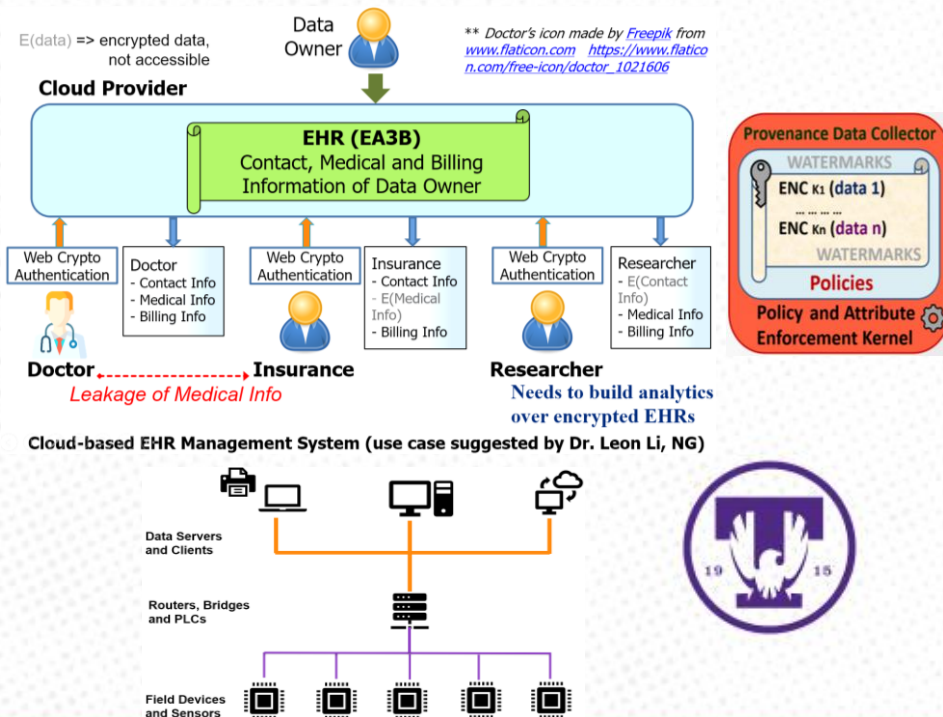 E(data) => encrypted data,
not accessible
Data
Owner
** Doctor's icon made by Freepik from
www.flaticon.com https://www.flatico
n.com/free-icon/doctor_1021606
Cloud Provider
EHR (EA3B)
Contact, Medical and Billing
Information of Data Owner
Web Crypto
Authentication
Doctor
- Contact Info
- Medical Info
- Billing Info
Web Crypto
Authentication
Insurance
- Contact Info
- E(Medical
Info)
- Billing Info
Web Crypto
Authentication
Researcher
- E(Contact
Info)
- Medical Info
- Billing Info
Doctor
Insurance
Researcher
Leakage of Medical Info
Needs to build analytics
over encrypted EHRs
Cloud-based EHR Management System (use case suggested by Dr. Leon Li, NG)
Provenance Data Collector
WATERMARKS
ENC K1 (data 1)
... ... ... ...
ENC Kn (data n)
WATERMARKS
Policies
Policy and Attribute
Enforcement Kernel
Data Servers
and Clients
Routers, Bridges
and PLCs
Field Devices
and Sensors
T
19 15